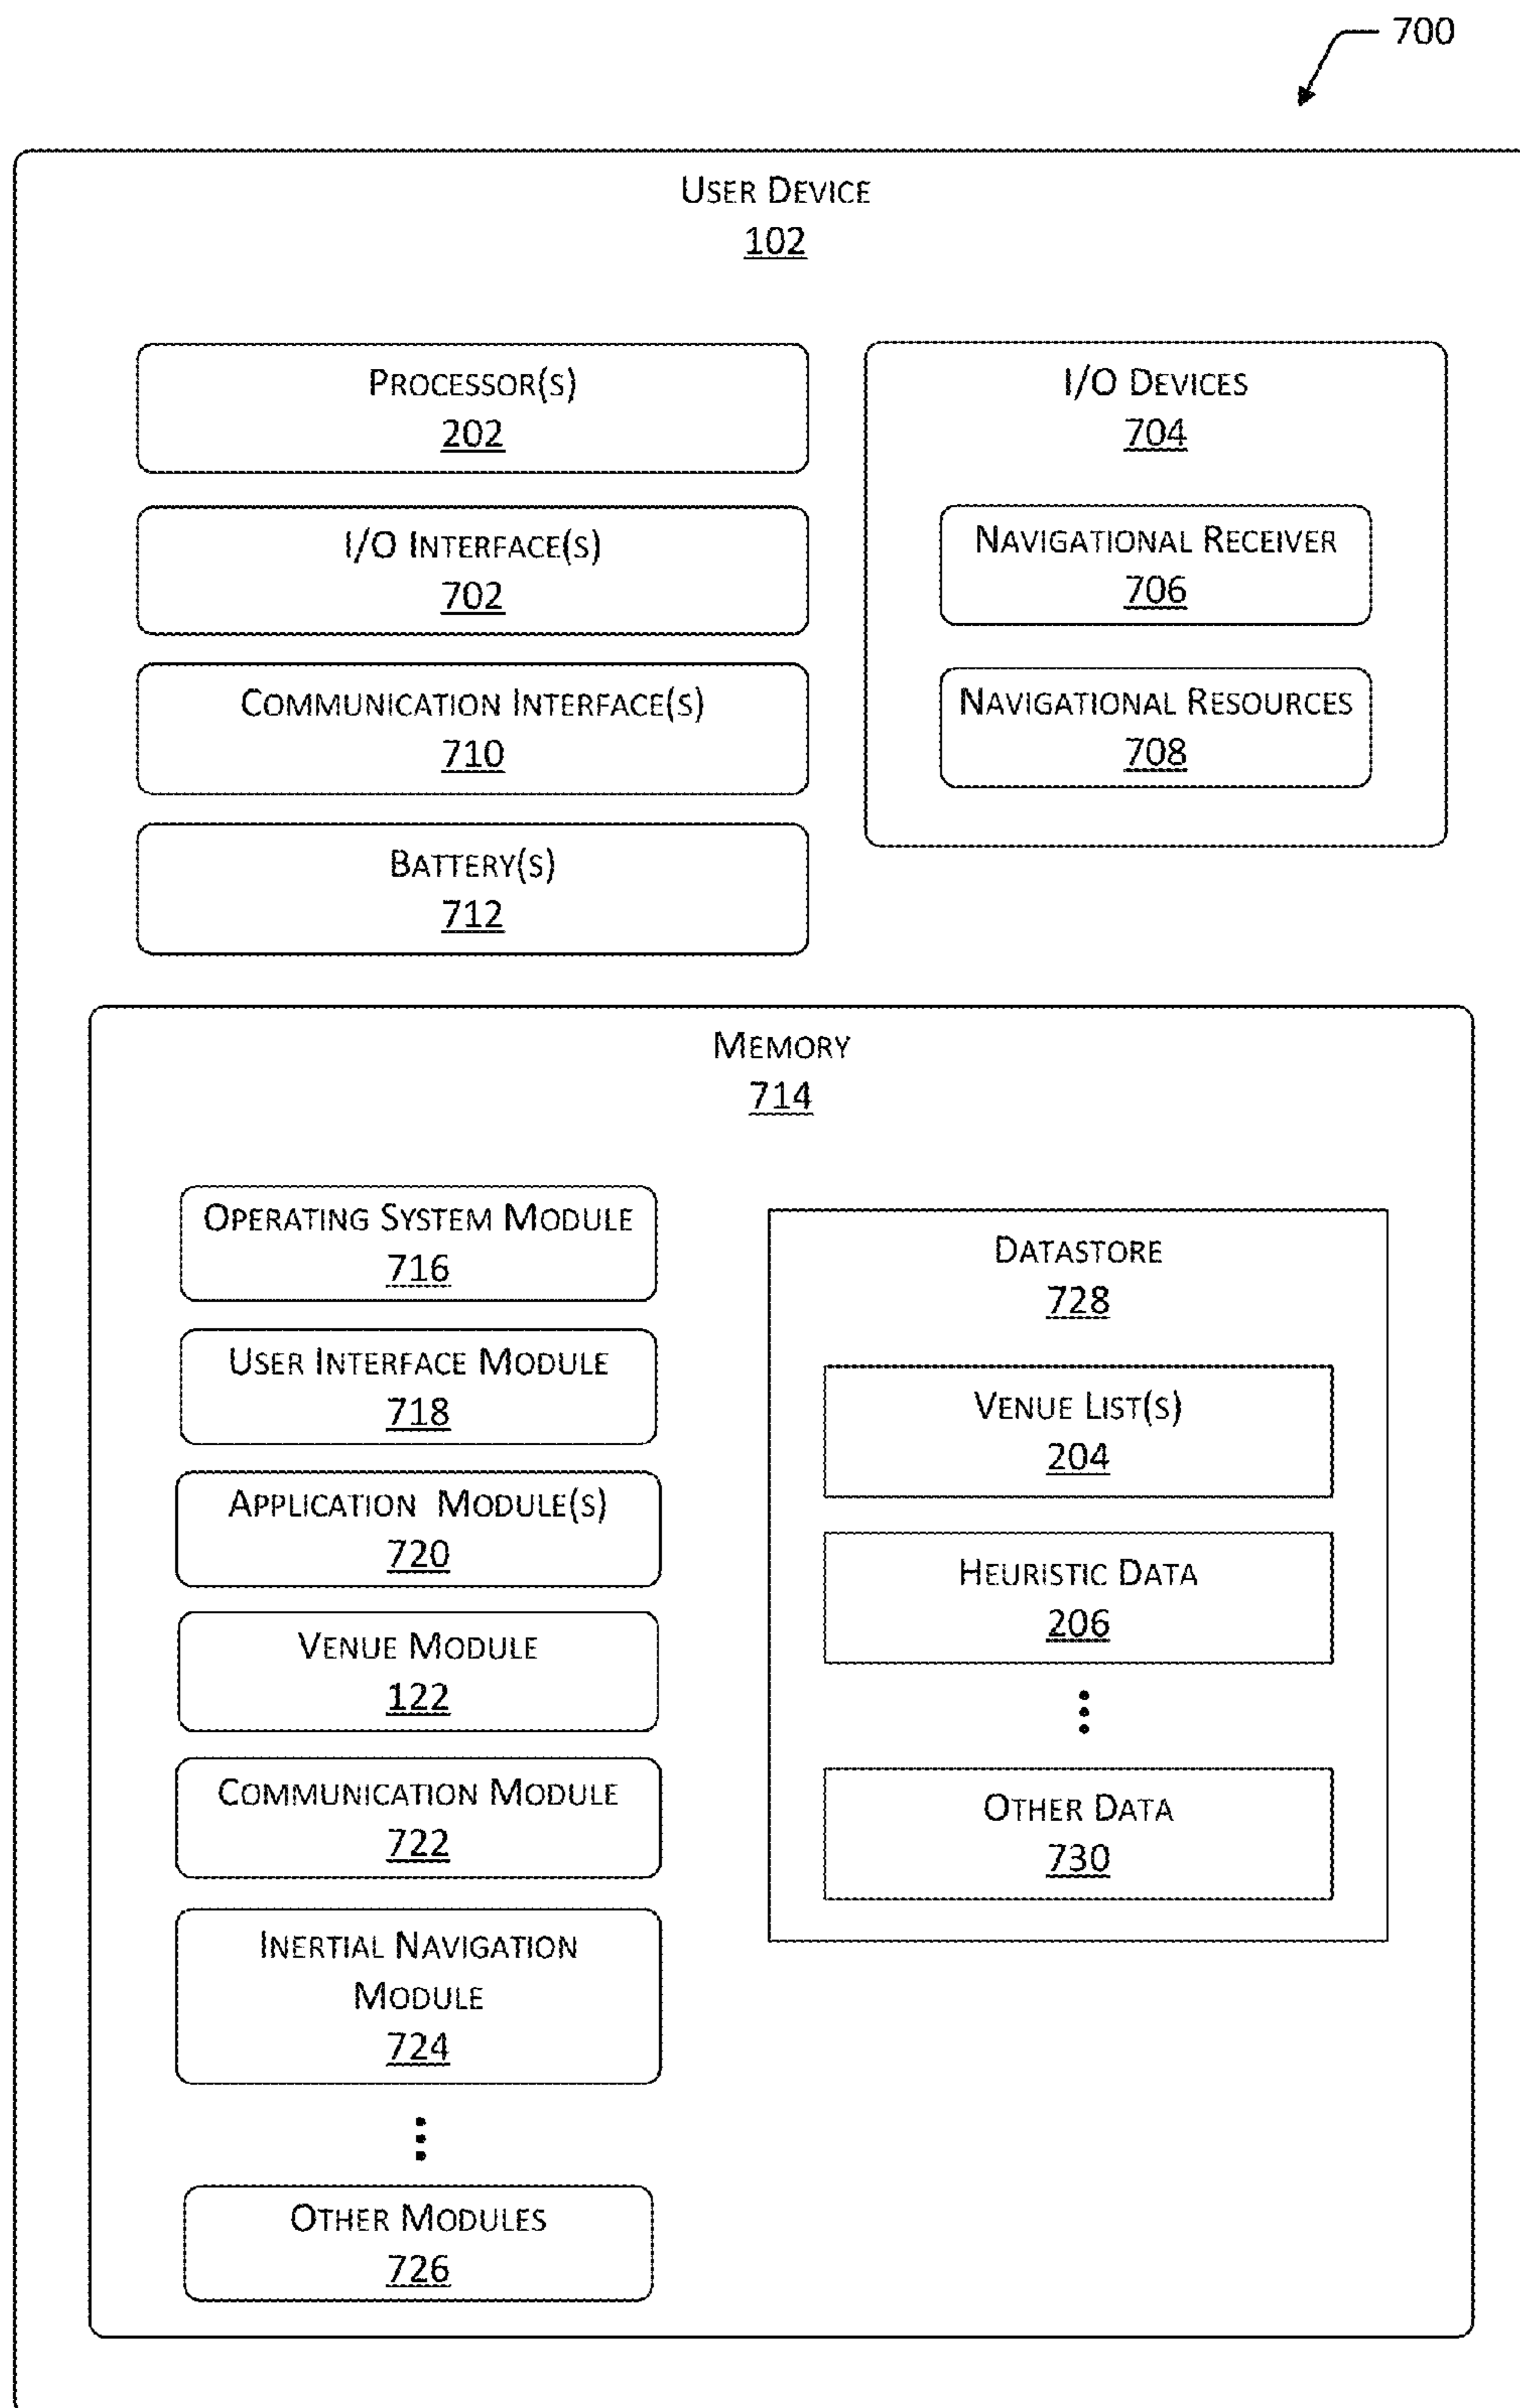 700
USER DEVICE
102
PROCESSOR(S)
202
I/O INTERFACE(S)
702
COMMUNICATION INTERFACE(S)
710
BATTERY(S)
712
I/O DEVICES
704
NAVIGATIONAL RECEIVER
706
NAVIGATIONAL RESOURCES
708
MEMORY
714
OPERATING SYSTEM MODULE
716
USER INTERFACE MODULE
718
APPLICATION MODULE(S)
720
VENUE MODULE
122
COMMUNICATION MODULE
722
INERTIAL NAVIGATION
MODULE
724
OTHER MODULES
726
DATASTORE
728
VENUE LIST(S)
204
HEURISTIC DATA
206
OTHER DATA
730